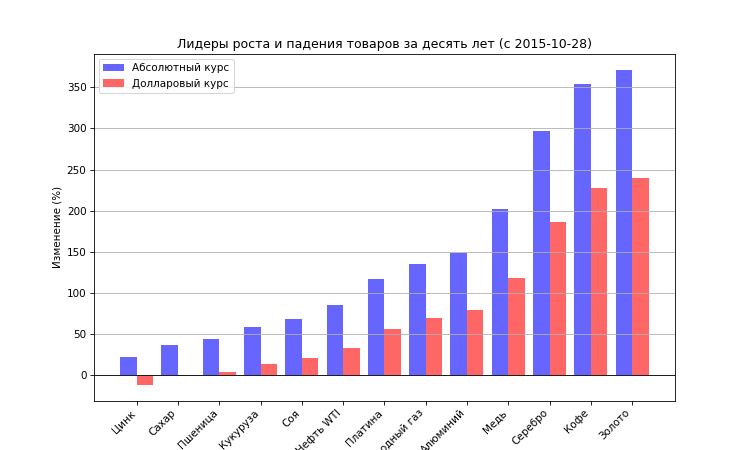 Лидеры роста и падения товаров за десять лет (с 2015-10-28)
Абсолютный курс
Долларовый курс
Изменение (%)
350
300
250
200
150
100
50
0
Цинк
Сахар
Пшеница
Кукуруза
Соя
Нефть WTI
Платина
газ
Алюминий
Медь
Серебро
Кофе
Золото